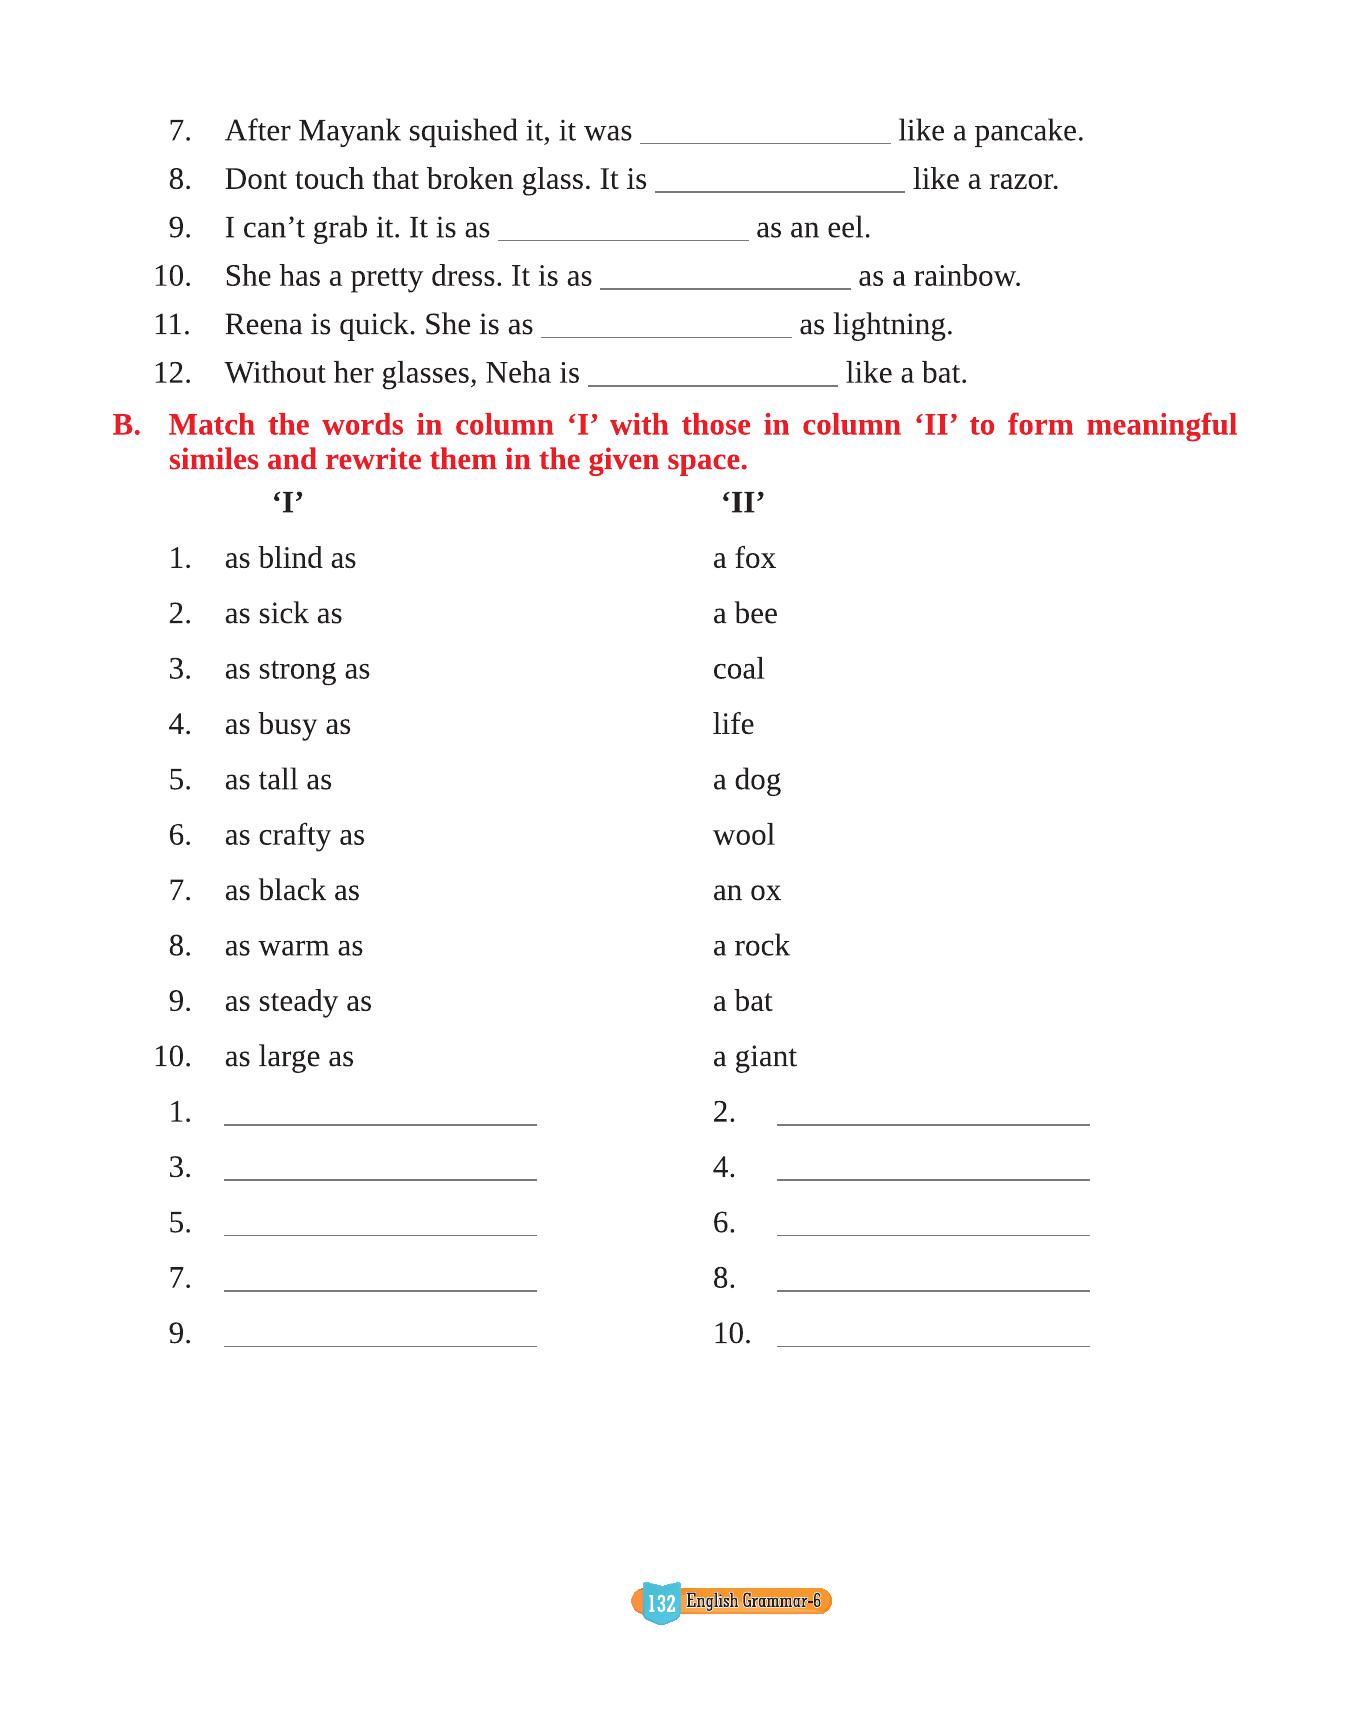 7. After Mayank squished it, it was ________________ like a pancake.
8. Dont touch that broken glass. It is ________________ like a razor.
9. I can’t grab it. It is as ________________ as an eel.
10. She has a pretty dress. It is as ________________ as a rainbow.
11. Reena is quick. She is as ________________ as lightning.
12. Without her glasses, Neha is ________________ like a bat.
B. Match the words in column ‘I’ with those in column ‘II’ to form meaningful
similes and rewrite them in the given space.
‘I’ ‘II’
1. as blind as a fox
2. as sick as a bee
3. as strong as coal
4. as busy as life
5. as tall as a dog
6. as crafty as wool
7. as black as an ox
8. as warm as a rock
9. as steady as a bat
10. as large as a giant
1. ____________________ 2. ____________________
3. ____________________ 4. ____________________
5. ____________________ 6. ____________________
7. ____________________ 8. ____________________
9. ____________________ 10. ____________________
132 English Grammar-6